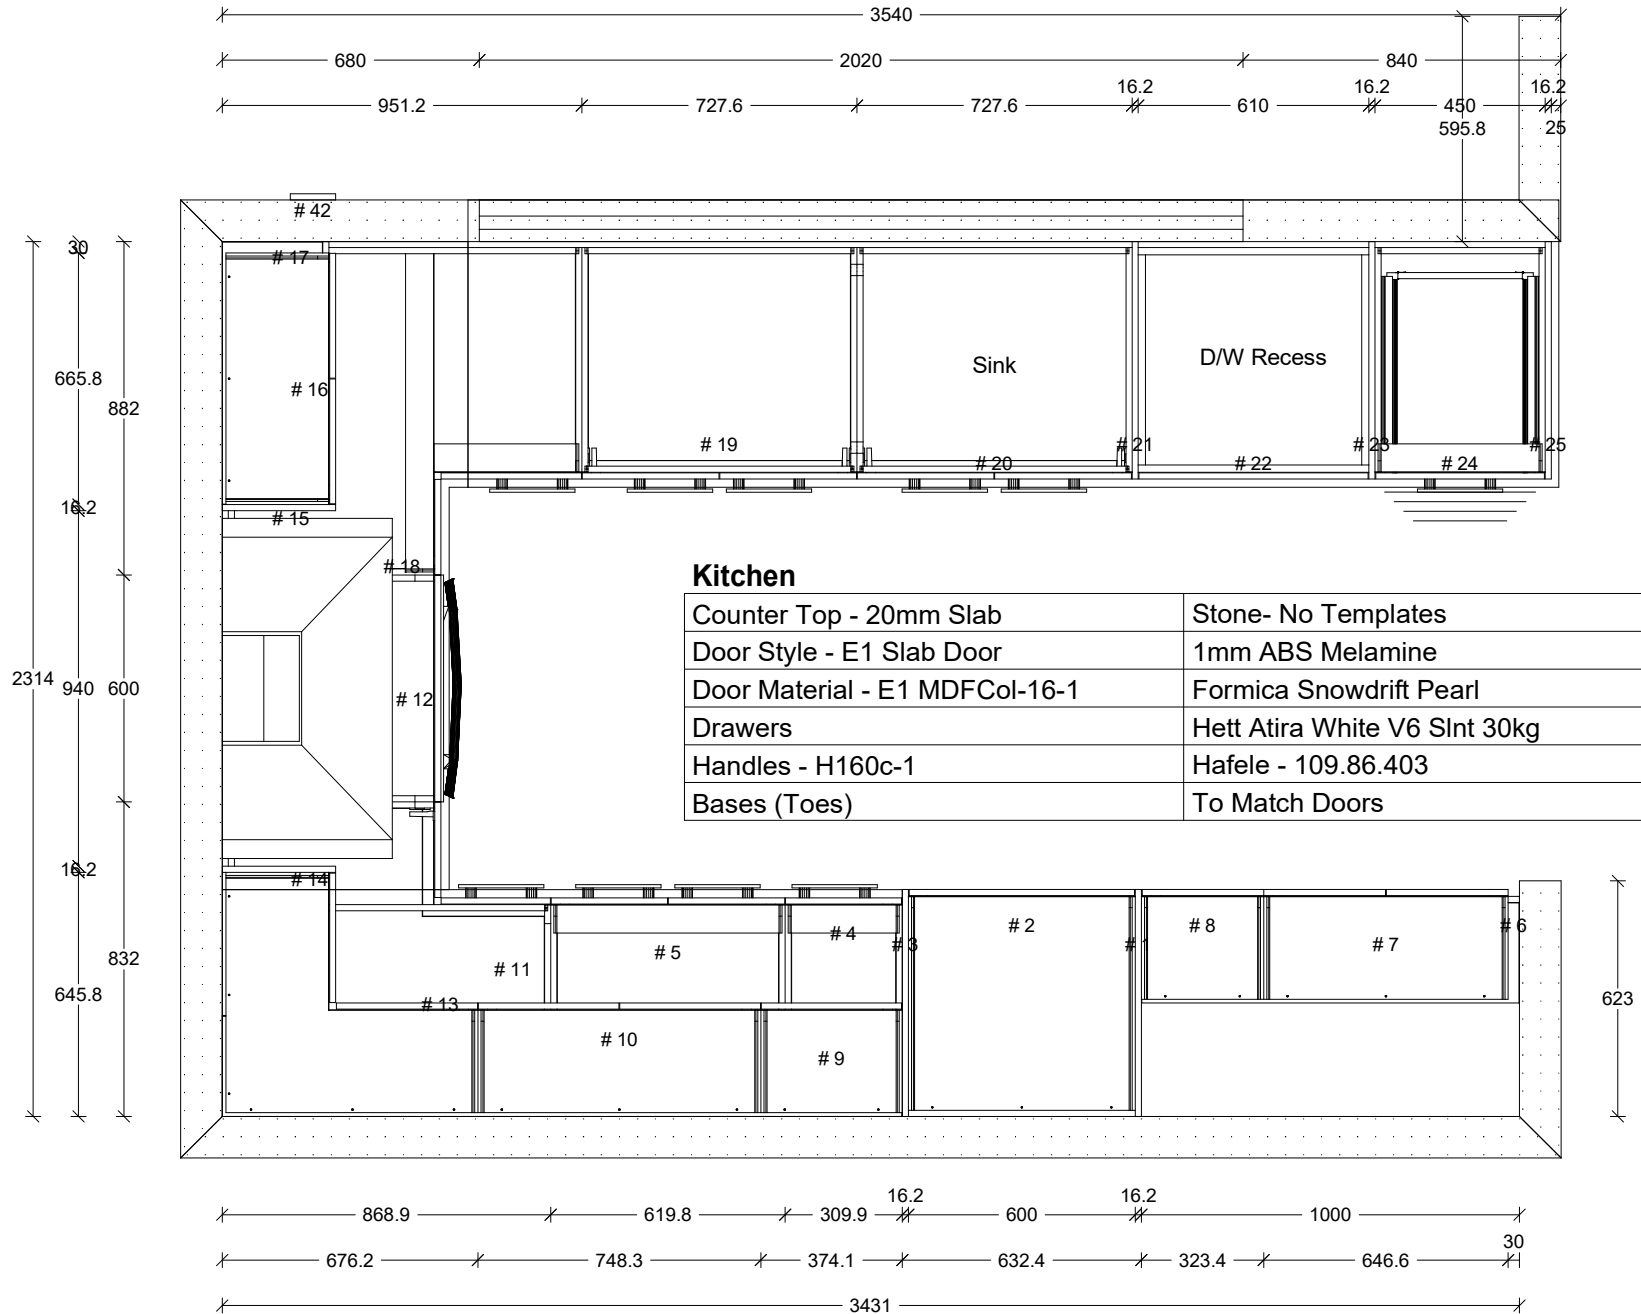 3540
680 2020 840
16.2 16.2 16.2
951.2 727.6 727.6 610 450
595.8 25
# 42
30
# 17
665.8 # 16 Sink D/W Recess
882
# 19 # 21 # 23 # 25
# 20 # 22 # 24
16.2
# 15
# 18
Kitchen
Counter Top - 20mm Slab Stone- No Templates
Door Style - E1 Slab Door 1mm ABS Melamine
2314 940 600 # 12 Door Material - E1 MDFCol-16-1 Formica Snowdrift Pearl
Drawers Hett Atira White V6 Slnt 30kg
Handles - H160c-1 Hafele - 109.86.403
Bases (Toes) To Match Doors
16.2
# 14
# 2 # 8 # 6
# 4
# 5 # 3 # 1 # 7
832 # 11
645.8 # 13 623
# 10
# 9
16.2 16.2
868.9 619.8 309.9 600 1000
30
676.2 748.3 374.1 632.4 323.4 646.6
3431